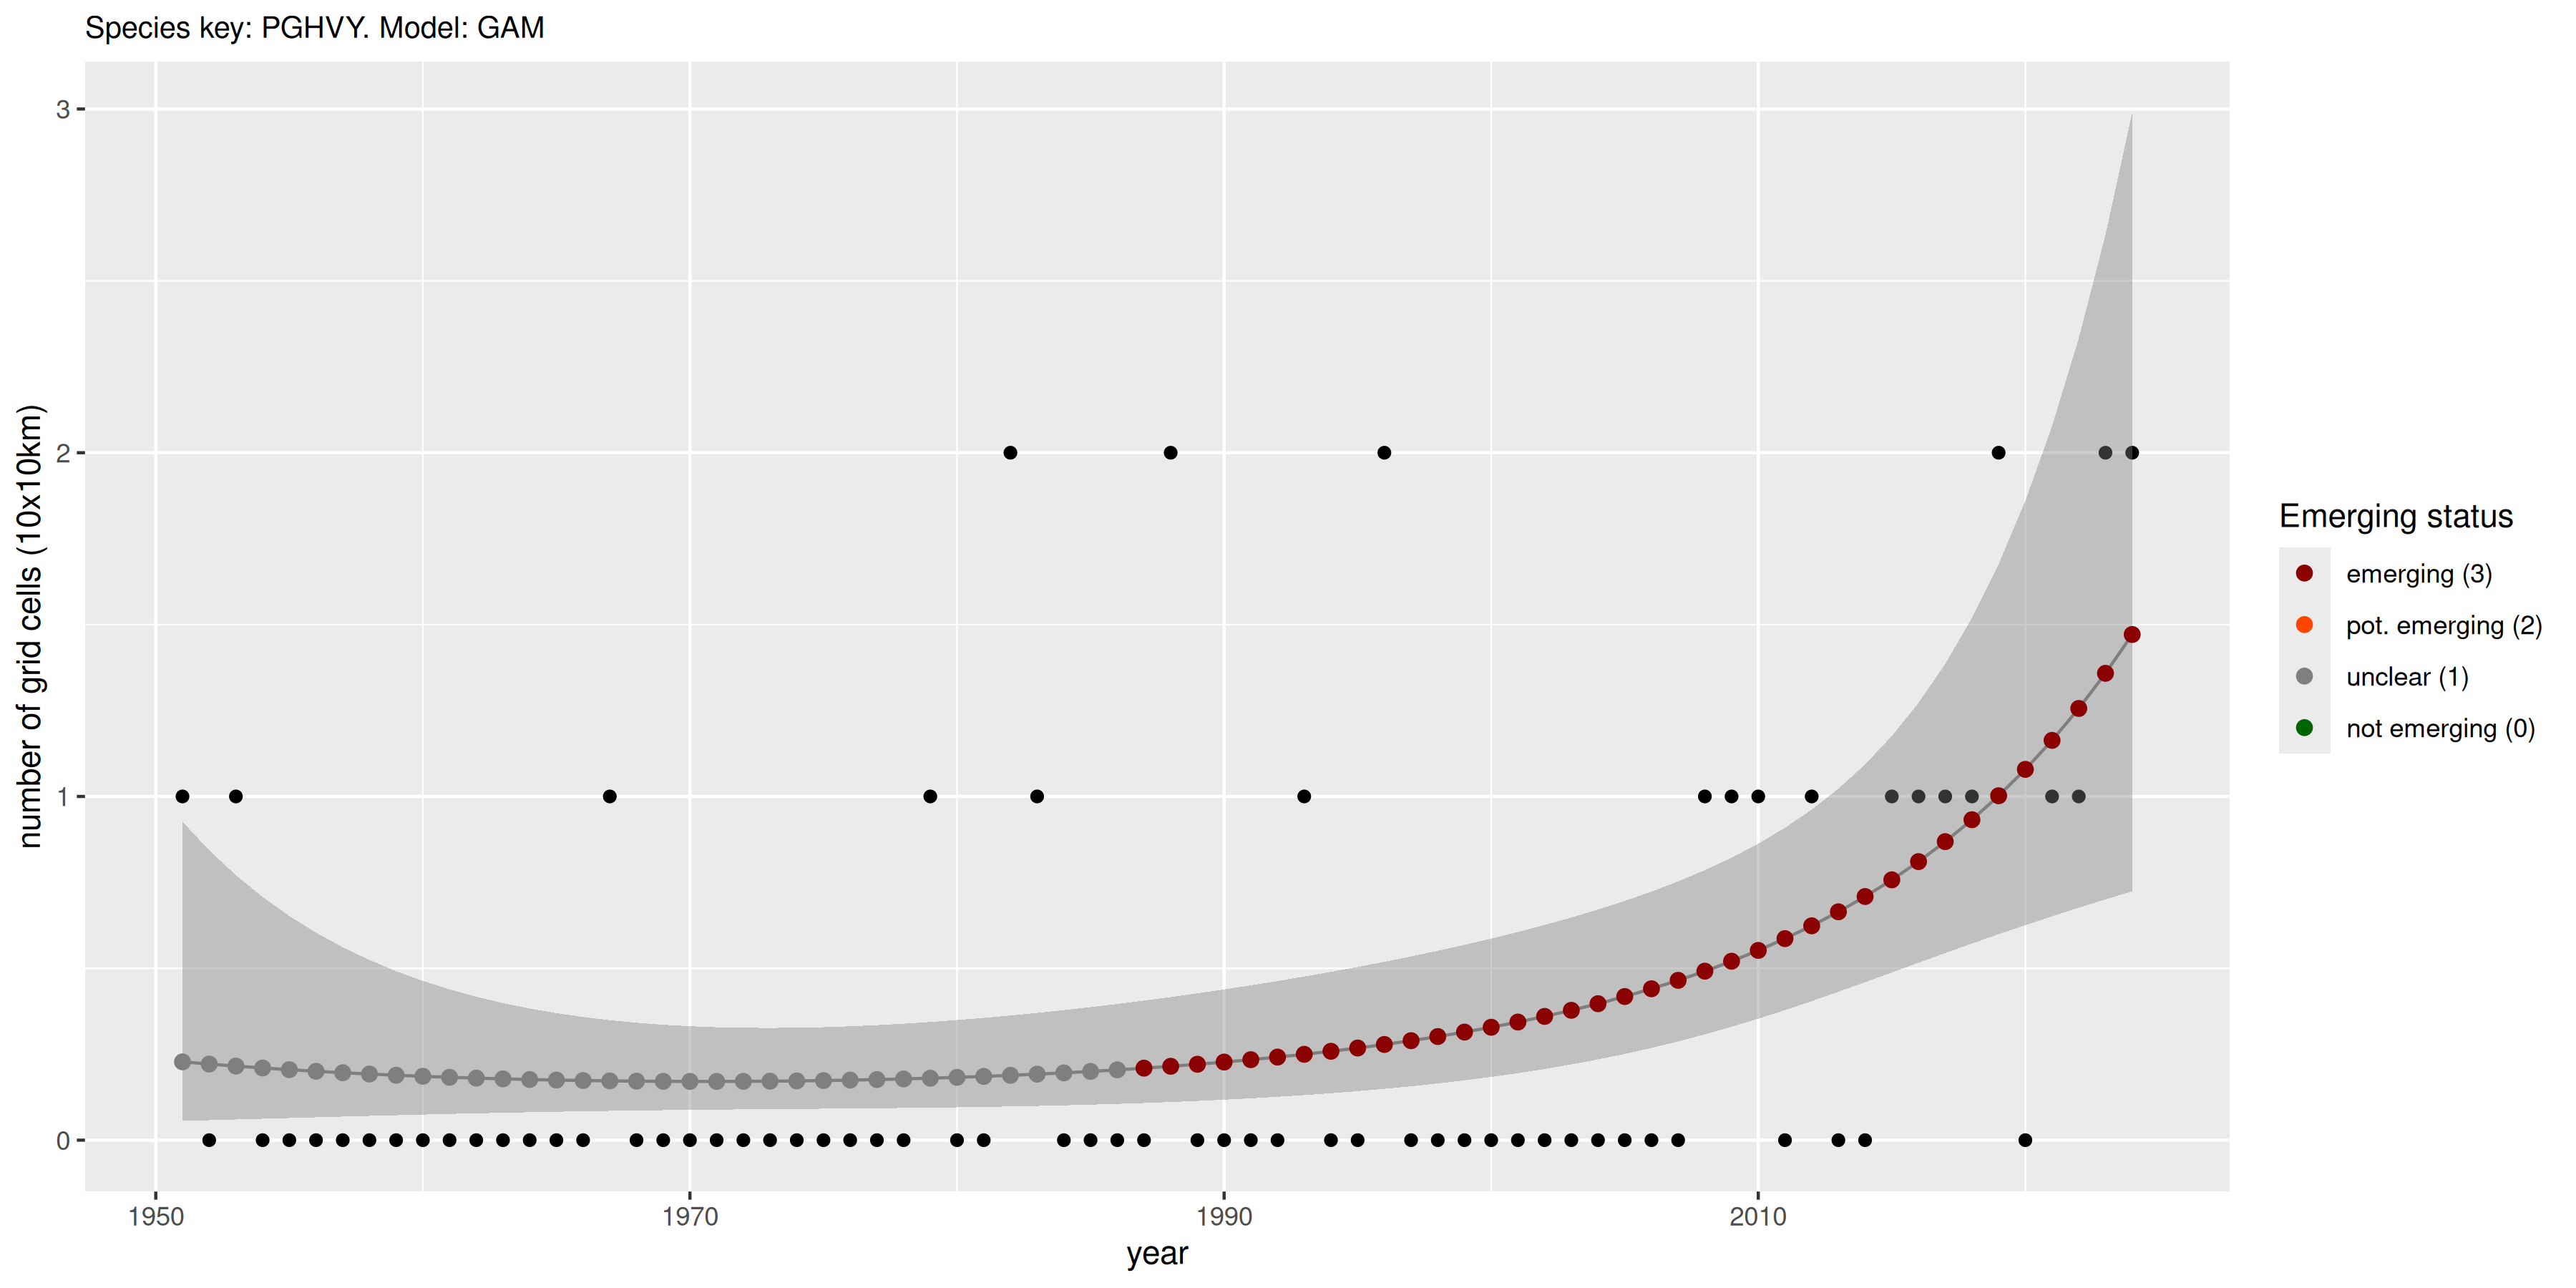 Species key: PGHVY. Model: GAM
3
2
1
0
number of grid cells (10x10km)
1950
1970
1990
2010
year
Emerging status
emerging (3)
pot. emerging (2)
unclear (1)
not emerging (0)